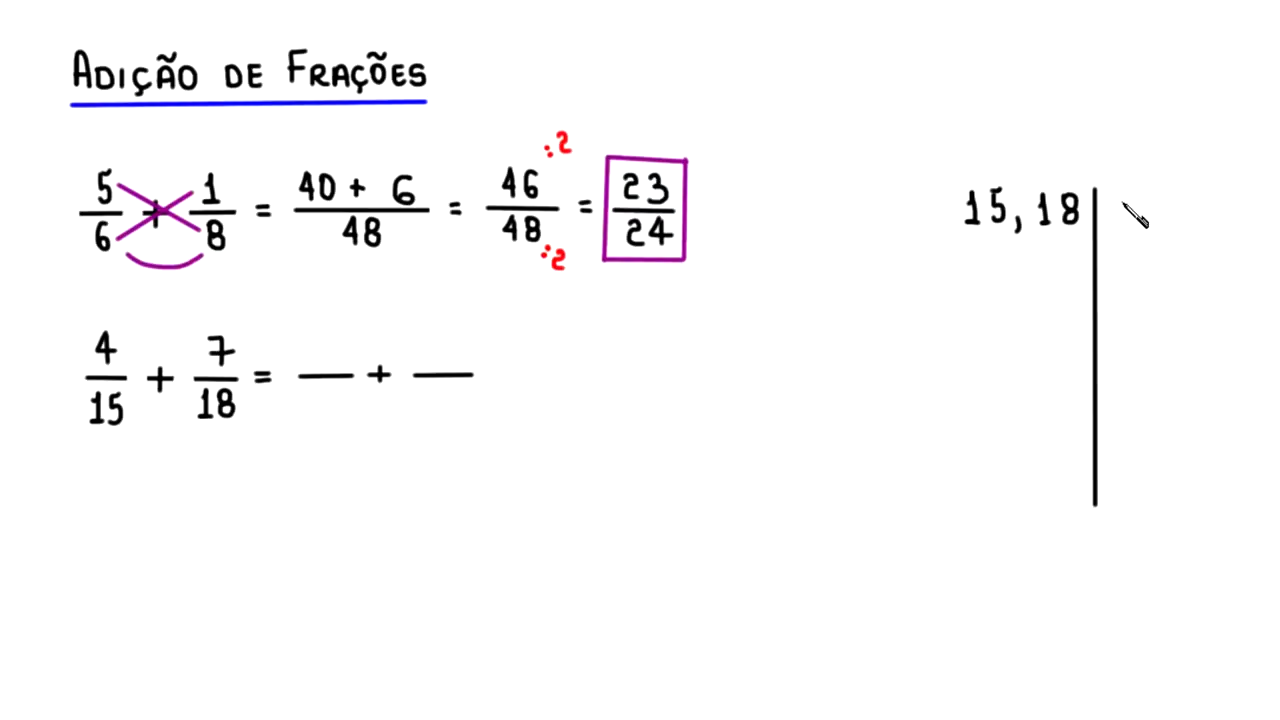 ADIÇÃO DE FRAÇÕES
5/6 + 1/8 = (40 + 6)/48 = 46/48 :2 :2 = 23/24
15, 18
4/15 + 7/18 = — + —